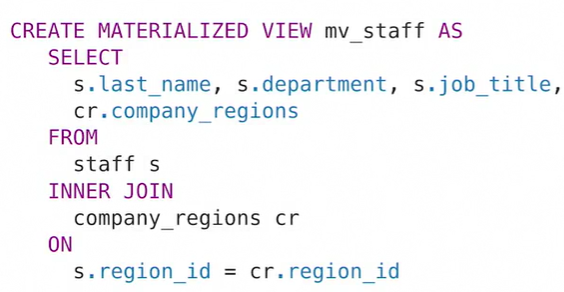 CREATE MATERIALIZED VIEW mv_staff AS
SELECT
s.last_name, s.department, s.job_title,
cr.company_regions
FROM
staff s
INNER JOIN
company_regions cr
ON
s.region_id = cr.region_id